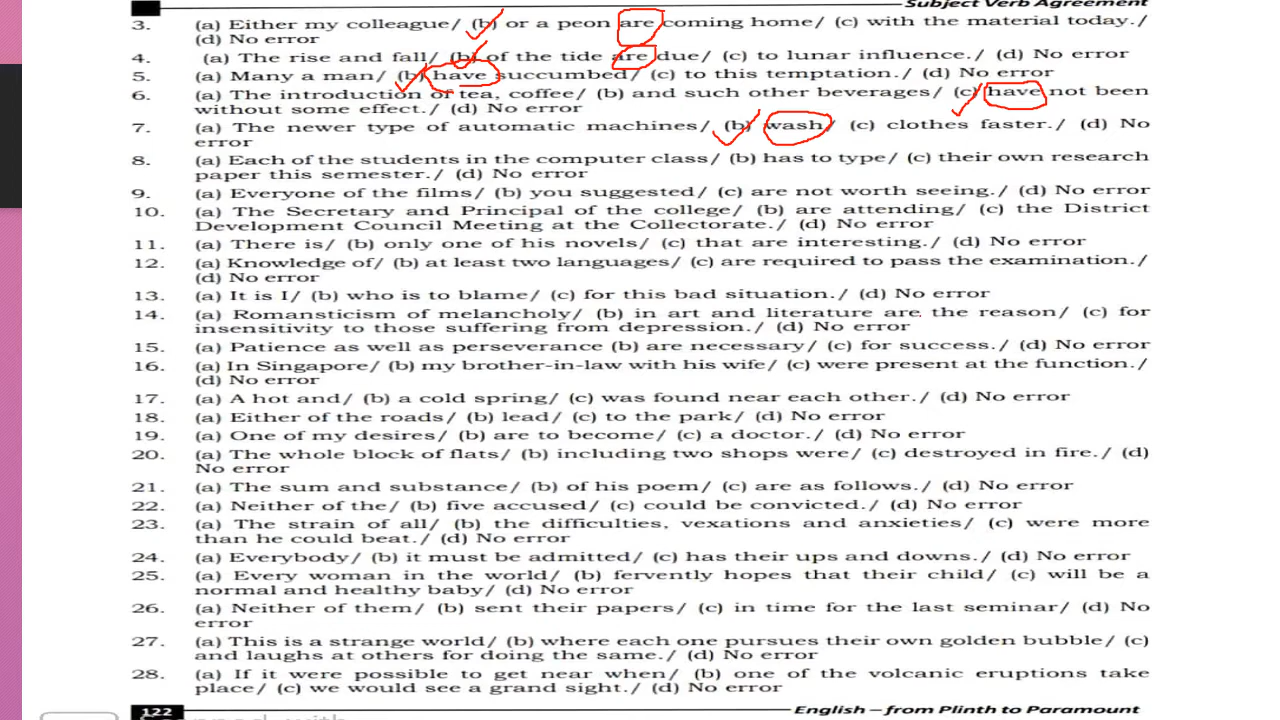 Subject Verb Agreement
3. (a) Either my colleague/ (b) or a peon are coming home/ (c) with the material today./
(d) No error
4. (a) The rise and fall/ (b) of the tide are due/ (c) to lunar influence./ (d) No error
5. (a) Many a man/ (b) have succumbed/ (c) to this temptation./ (d) No error
6. (a) The introduction of tea, coffee/ (b) and such other beverages/ (c) have not been
without some effect./ (d) No error
7. (a) The newer type of automatic machines/ (b) wash/ (c) clothes faster./ (d) No
error
8. (a) Each of the students in the computer class/ (b) has to type/ (c) their own research
paper this semester./ (d) No error
9. (a) Everyone of the films/ (b) you suggested/ (c) are not worth seeing./ (d) No error
10. (a) The Secretary and Principal of the college/ (b) are attending/ (c) the District
Development Council Meeting at the Collectorate./ (d) No error
11. (a) There is/ (b) only one of his novels/ (c) that are interesting./ (d) No error
12. (a) Knowledge of/ (b) at least two languages/ (c) are required to pass the examination./
(d) No error
13. (a) It is I/ (b) who is to blame/ (c) for this bad situation./ (d) No error
14. (a) Romansticism of melancholy/ (b) in art and literature are the reason/ (c) for
insensitivity to those suffering from depression./ (d) No error
15. (a) Patience as well as perseverance (b) are necessary/ (c) for success./ (d) No error
16. (a) In Singapore/ (b) my brother-in-law with his wife/ (c) were present at the function./
(d) No error
17. (a) A hot and/ (b) a cold spring/ (c) was found near each other./ (d) No error
18. (a) Either of the roads/ (b) lead/ (c) to the park/ (d) No error
19. (a) One of my desires/ (b) are to become/ (c) a doctor./ (d) No error
20. (a) The whole block of flats/ (b) including two shops were/ (c) destroyed in fire./ (d)
No error
21. (a) The sum and substance/ (b) of his poem/ (c) are as follows./ (d) No error
22. (a) Neither of the/ (b) five accused/ (c) could be convicted./ (d) No error
23. (a) The strain of all/ (b) the difficulties, vexations and anxieties/ (c) were more
than he could beat./ (d) No error
24. (a) Everybody/ (b) it must be admitted/ (c) has their ups and downs./ (d) No error
25. (a) Every woman in the world/ (b) fervently hopes that their child/ (c) will be a
normal and healthy baby/ (d) No error
26. (a) Neither of them/ (b) sent their papers/ (c) in time for the last seminar/ (d) No
error
27. (a) This is a strange world/ (b) where each one pursues their own golden bubble/ (c)
and laughs at others for doing the same./ (d) No error
28. (a) If it were possible to get near when/ (b) one of the volcanic eruptions take
place/ (c) we would see a grand sight./ (d) No error
122 English – from Plinth to Paramount